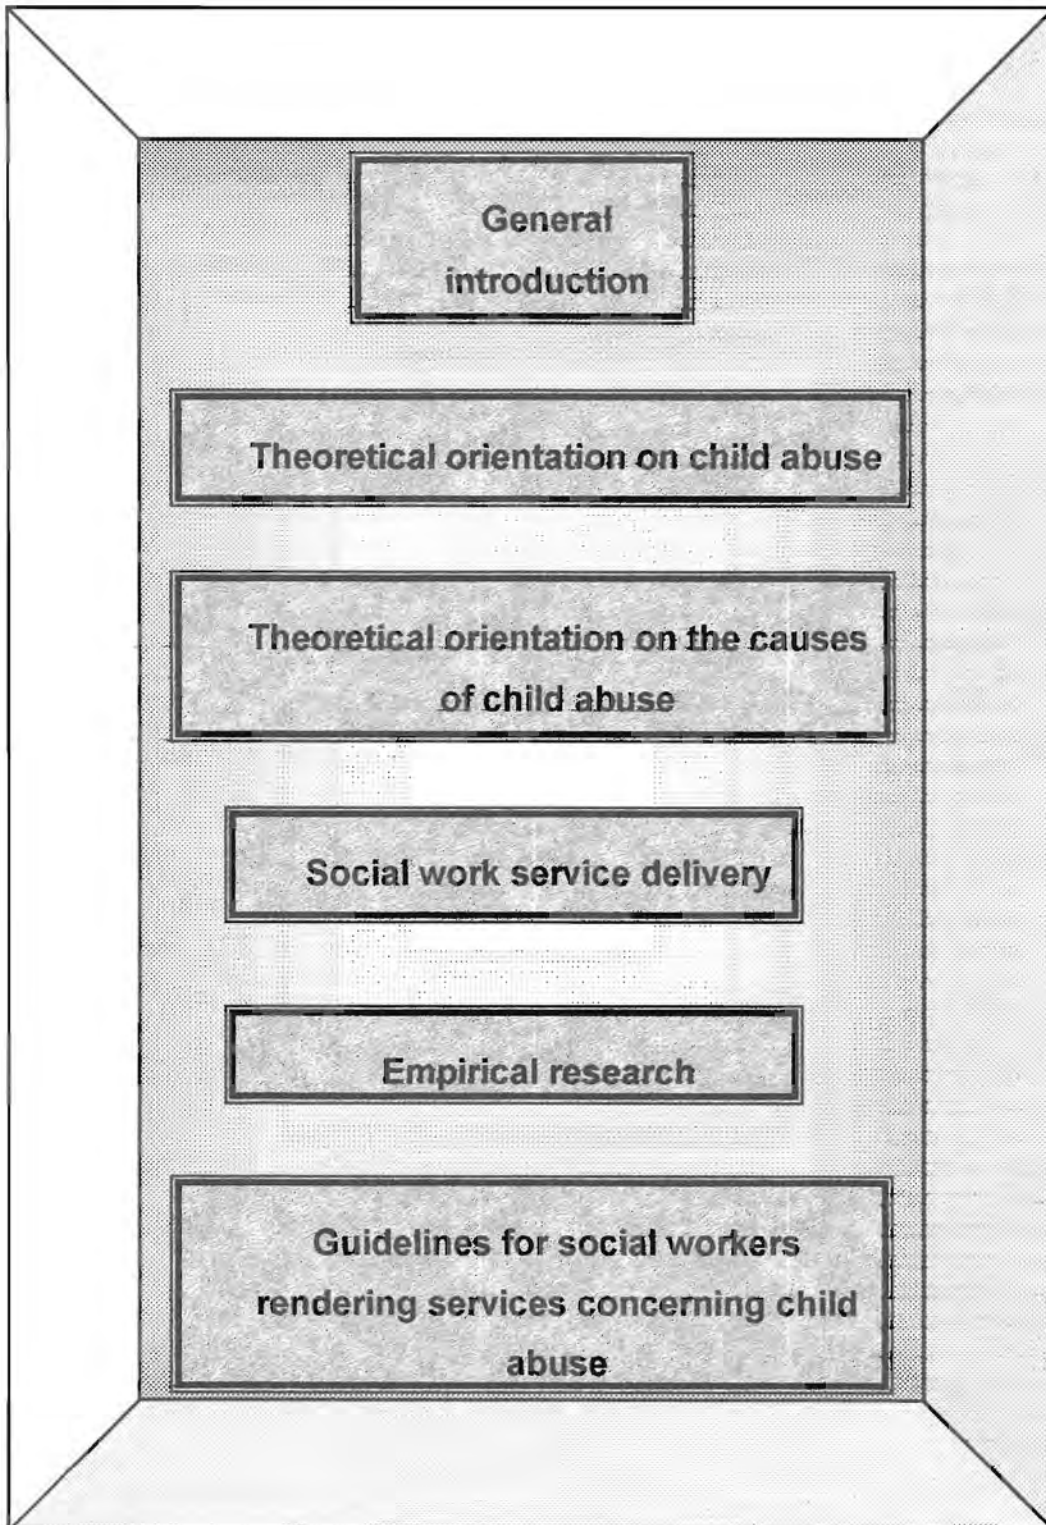 General
introduction
Theoretical orientation on child abuse
Theoretical orientation on the causes
of child abuse
Social work service delivery
Empirical research
Guidelines for social workers
rendering services concerning child
abuse